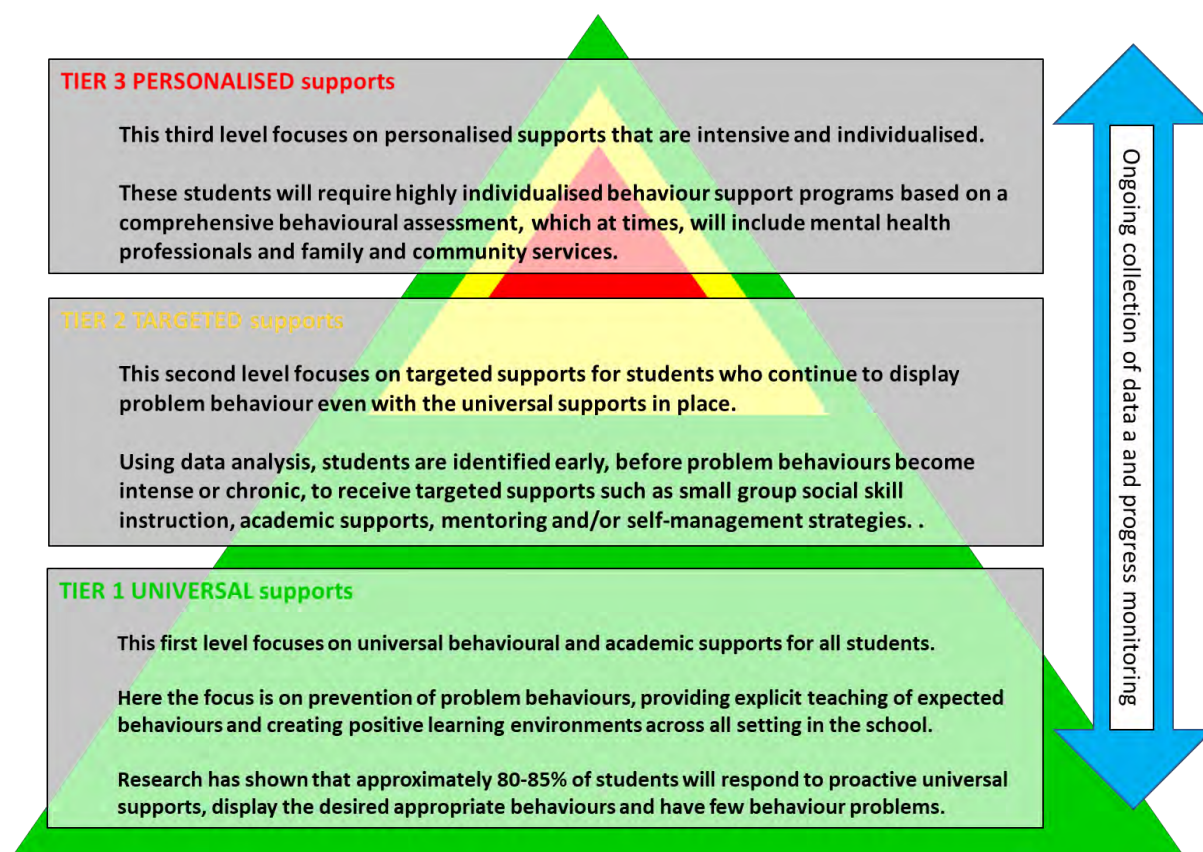 TIER 3 PERSONALISED supports
This third level focuses on personalised supports that are intensive and individualised.
These students will require highly individualised behaviour support programs based on a
comprehensive behavioural assessment, which at times, will include mental health
professionals and family and community services.
TIER 2 TARGETED supports
This second level focuses on targeted supports for students who continue to display
problem behaviour even with the universal supports in place.
Using data analysis, students are identified early, before problem behaviours become
intense or chronic, to receive targeted supports such as small group social skill
instruction, academic supports, mentoring and/or self-management strategies. .
TIER 1 UNIVERSAL supports
This first level focuses on universal behavioural and academic supports for all students.
Here the focus is on prevention of problem behaviours, providing explicit teaching of expected
behaviours and creating positive learning environments across all setting in the school.
Research has shown that approximately 80-85% of students will respond to proactive universal
supports, display the desired appropriate behaviours and have few behaviour problems.
Ongoing collection of data a and progress monitoring